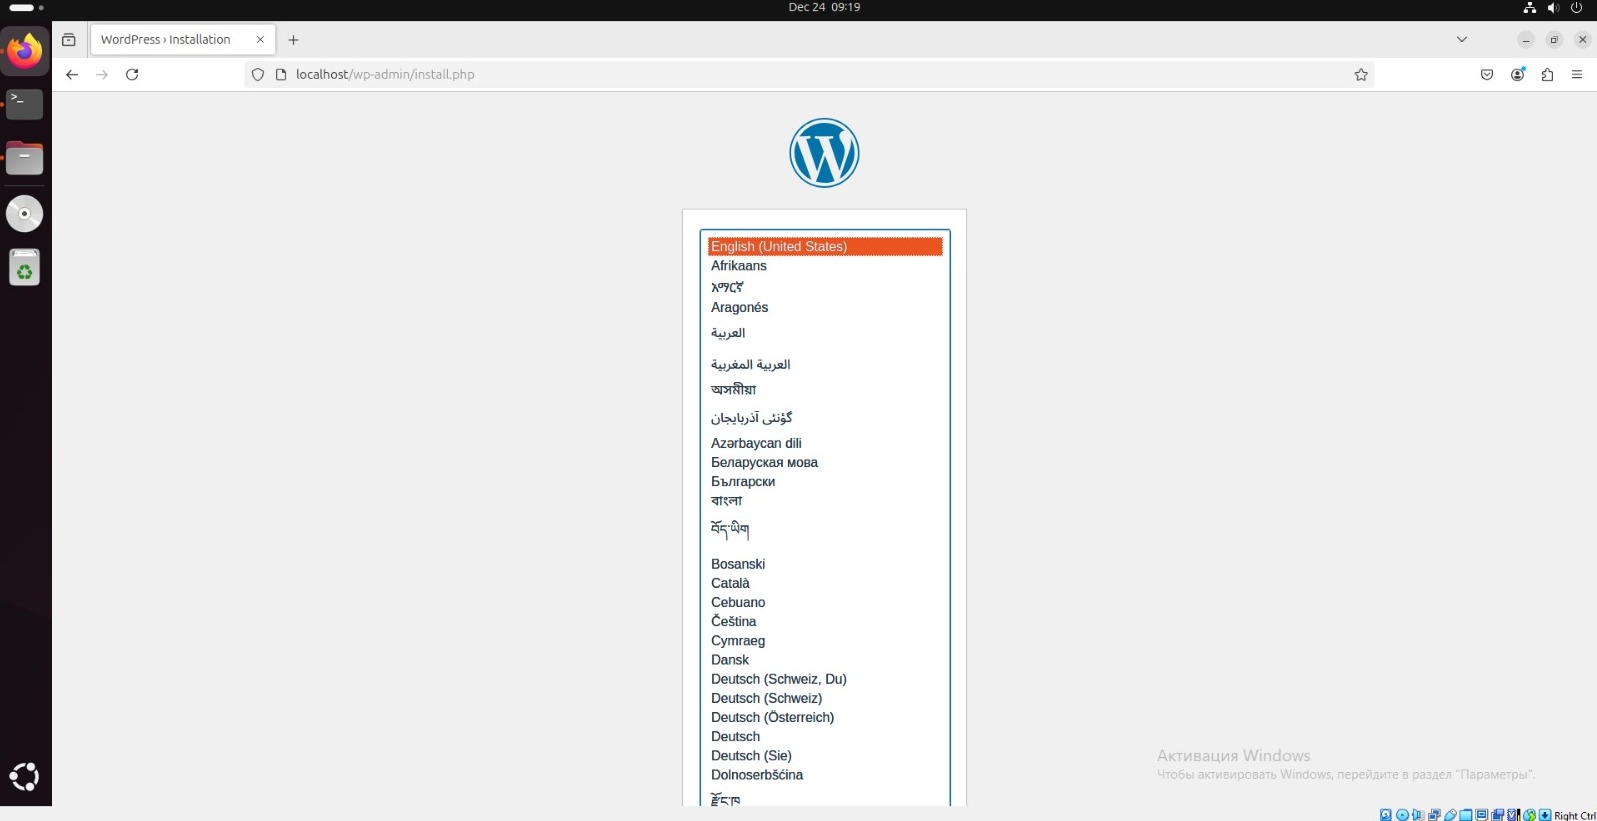 Dec 24 09:19
WordPress › Installation
localhost/wp-admin/install.php
English (United States)
Afrikaans
አማርኛ
Aragonés
العربية
العربية المغربية
অসমীয়া
گؤنئی آذربایجان
Azərbaycan dili
Беларуская мова
Български
বাংলা
བོད་ཡིག
Bosanski
Català
Cebuano
Čeština
Cymraeg
Dansk
Deutsch (Schweiz, Du)
Deutsch (Schweiz)
Deutsch (Österreich)
Deutsch
Deutsch (Sie)
Dolnoserbšćina
རྫོང་ཁ
Активация Windows
Чтобы активировать Windows, перейдите в раздел "Параметры".
Right Ctrl